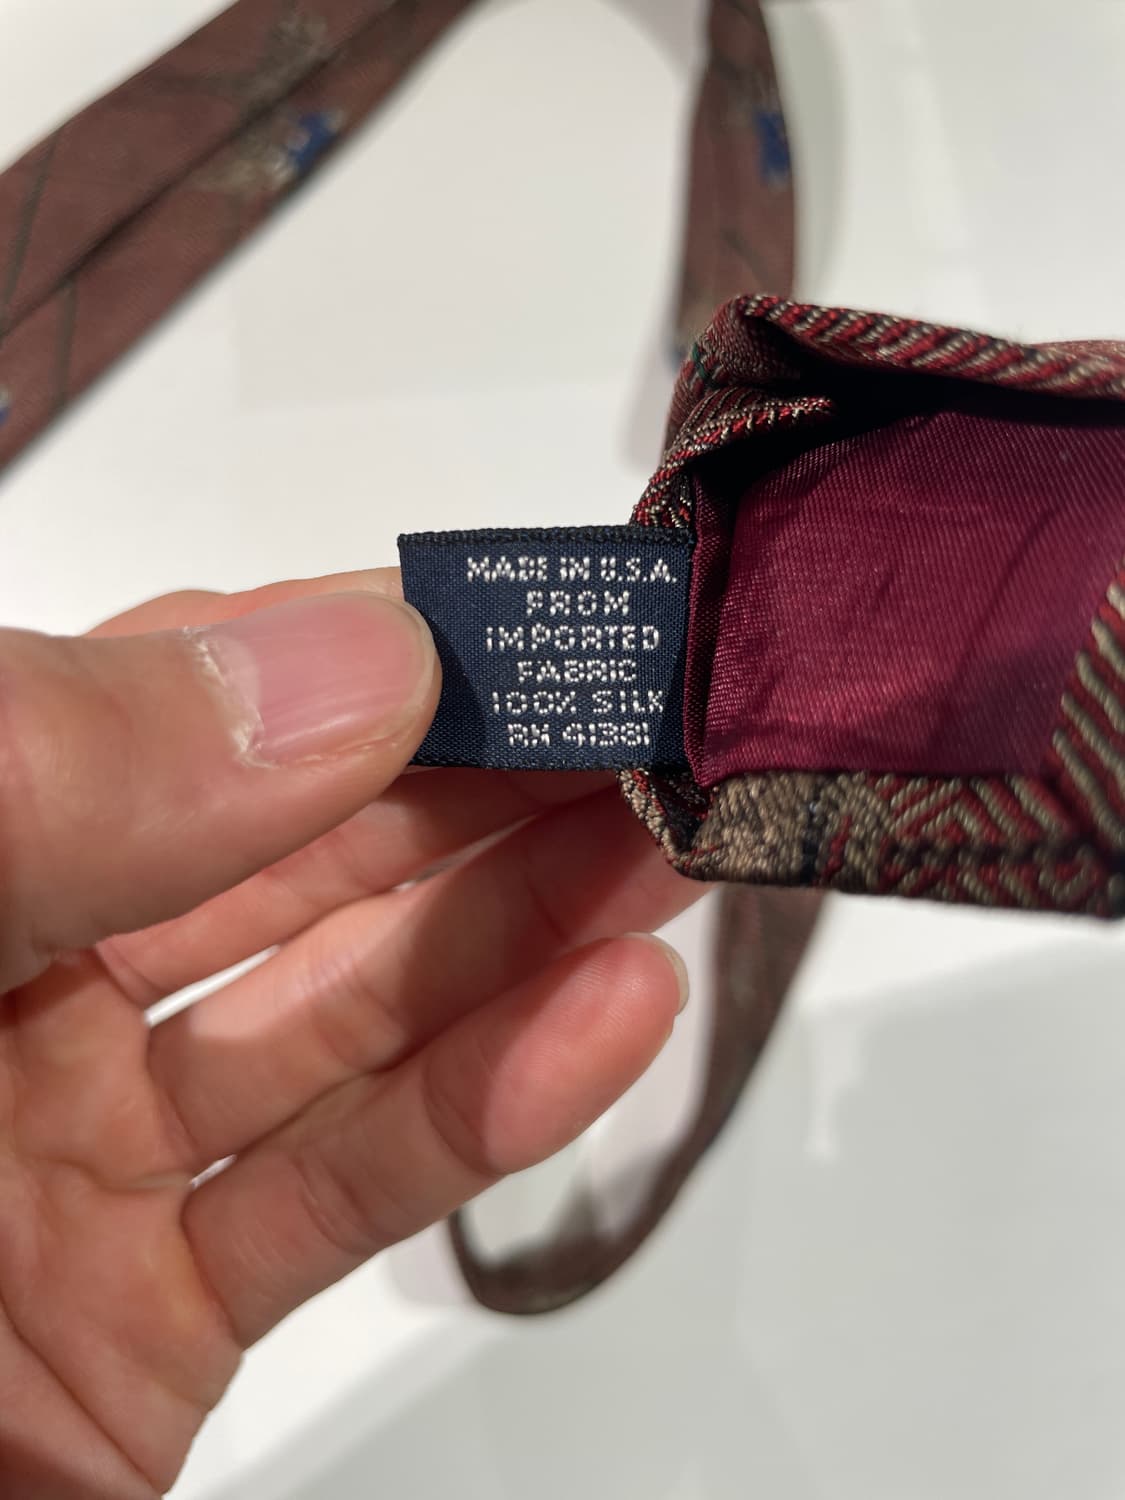 MADE IN U.S.A.
FROM
IMPORTED
FABRIC
100% SILK
RN 41381